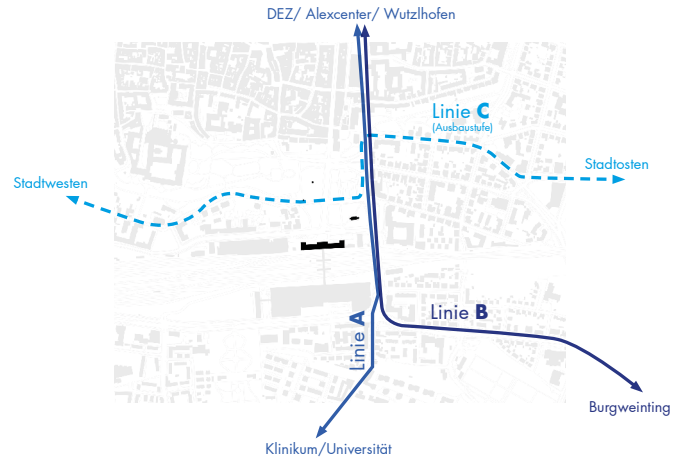 DEZ/ Alexcenter/ Wutzlhofen
Linie C
(Ausbaustufe)
Stadtosten
Stadtwesten
Linie B
Linie A
Burgweinting
Klinikum/Universität